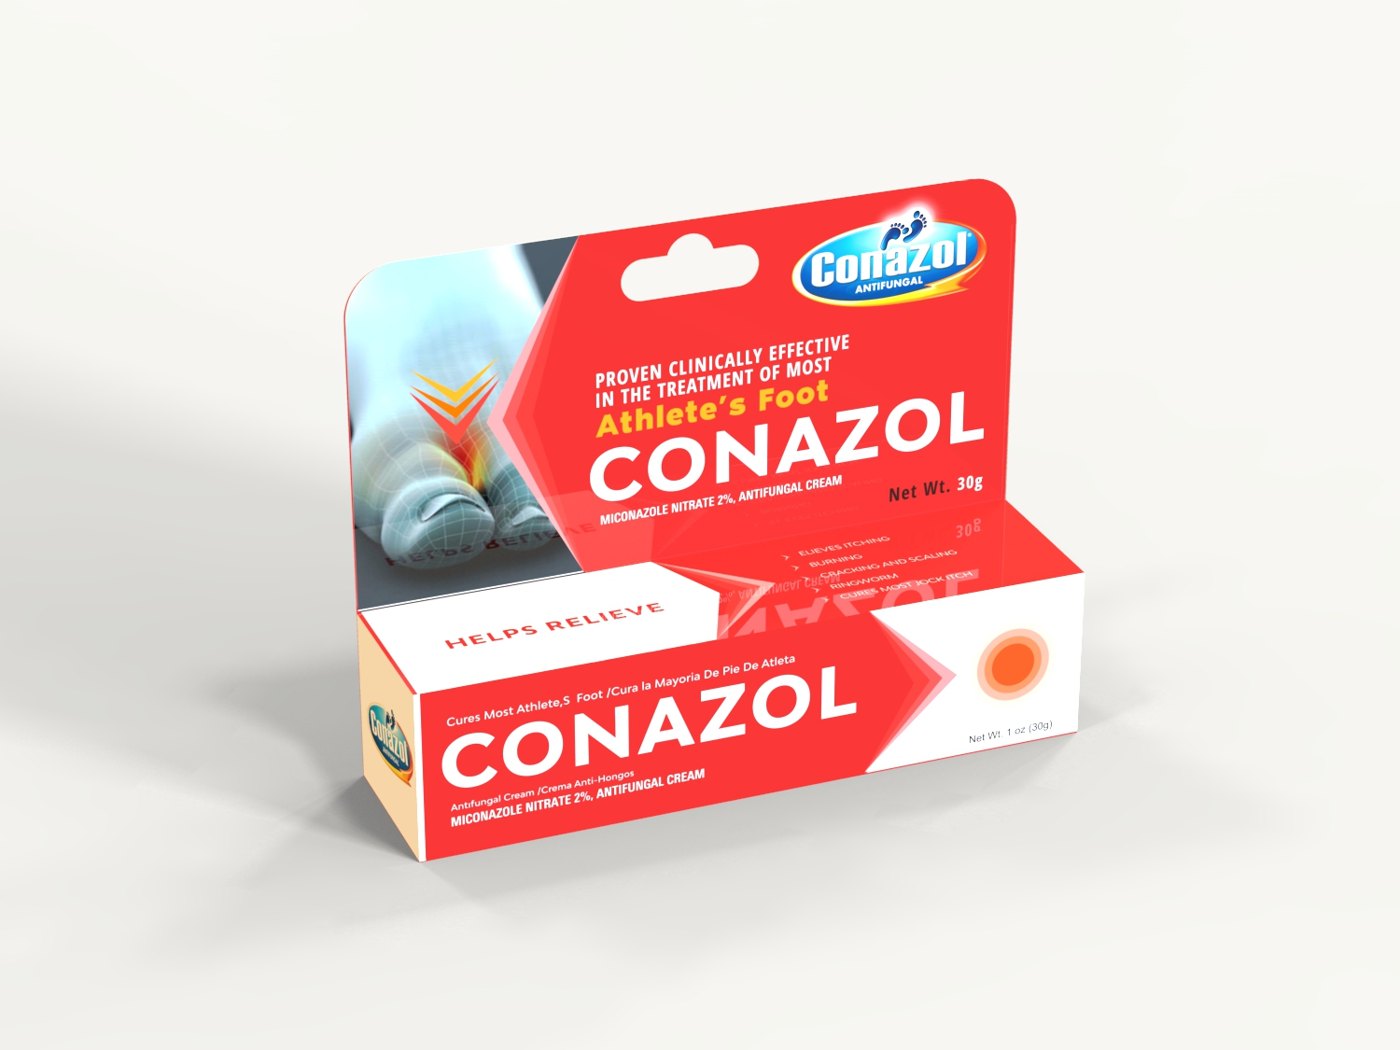 Conazol
ANTIFUNGAL
PROVEN CLINICALLY EFFECTIVE
IN THE TREATMENT OF MOST
Athlete's Foot
CONAZOL
MICONAZOLE NITRATE 2%, ANTIFUNGAL CREAM
Net Wt. 30g
HELPS RELIEVE
ELIEVES ITCHING
BURNING
CRACKING AND SCALING
RINGWORM
CURES MOST JOCK ITCH
Cures Most Athlete,S Foot /Cura la Mayoria De Pie De Atleta
CONAZOL
Antifungal Cream /Crema Anti-Hongos
MICONAZOLE NITRATE 2%, ANTIFUNGAL CREAM
Net Wt. 1 oz (30g)
Conazol
ANTIFUNGAL